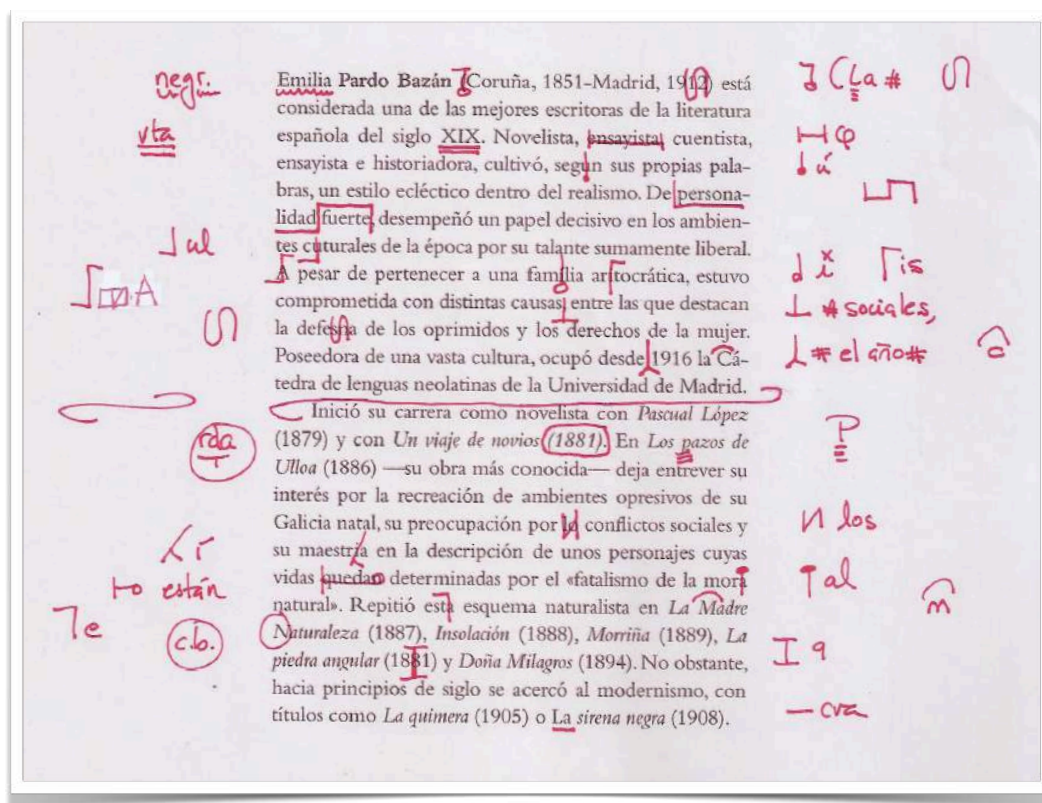 negr.
vta
ul
A
rda
í
están
e
c.b.
Emilia Pardo Bazán (Coruña, 1851-Madrid, 1912) está
considerada una de las mejores escritoras de la literatura
española del siglo XIX. Novelista, ensayista, cuentista,
ensayista e historiadora, cultivó, segun sus propias pala-
bras, un estilo ecléctico dentro del realismo. De persona-
lidad fuerte, desempeñó un papel decisivo en los ambien-
tes cuturales de la época por su talante sumamente liberal.
A pesar de pertenecer a una família artocrática, estuvo
comprometida con distintas causas, entre las que destacan
la defesna de los oprimidos y los derechos de la mujer.
Poseedora de una vasta cultura, ocupó desde 1916 la Cá-
tedra de lenguas neolatinas de la Universidad de Madrid.
Inició su carrera como novelista con Pascual López
(1879) y con Un viaje de novios (1881). En Los pazos de
Ulloa (1886) —su obra más conocida— deja entrever su
interés por la recreación de ambientes opresivos de su
Galicia natal, su preocupación por conflictos sociales y
su maestria en la descripción de unos personajes cuyas
vidas quedan determinadas por el «fatalismo de la mora
natural». Repitió esta esquema naturalista en La Madre
Naturaleza (1887), Insolación (1888), Morriña (1889), La
piedra angular (1881) y Doña Milagros (1894). No obstante,
hacia principios de siglo se acercó al modernismo, con
títulos como La quimera (1905) o La sirena negra (1908).
(La #
ú
i is
# sociales,
# el año# c
P
los
al
m
9
cva